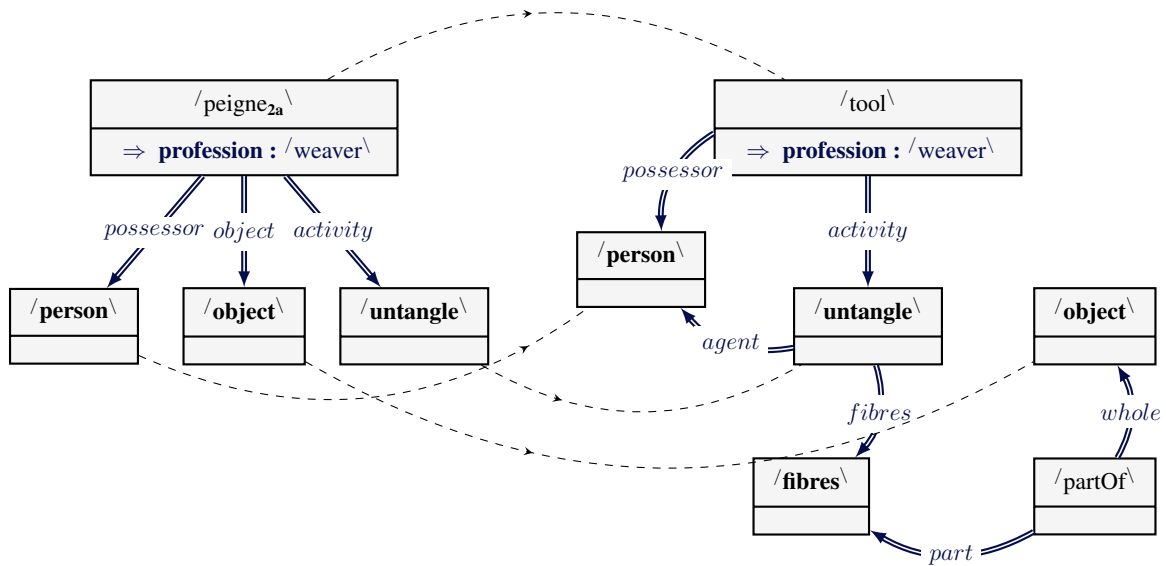 /peigne2a\
⇒ profession : /weaver\
possessor object activity
/person\
/object\
/untangle\
/tool\
⇒ profession : /weaver\
possessor
activity
/person\
/untangle\
/object\
agent
fibres
whole
/fibres\
/partOf\
part